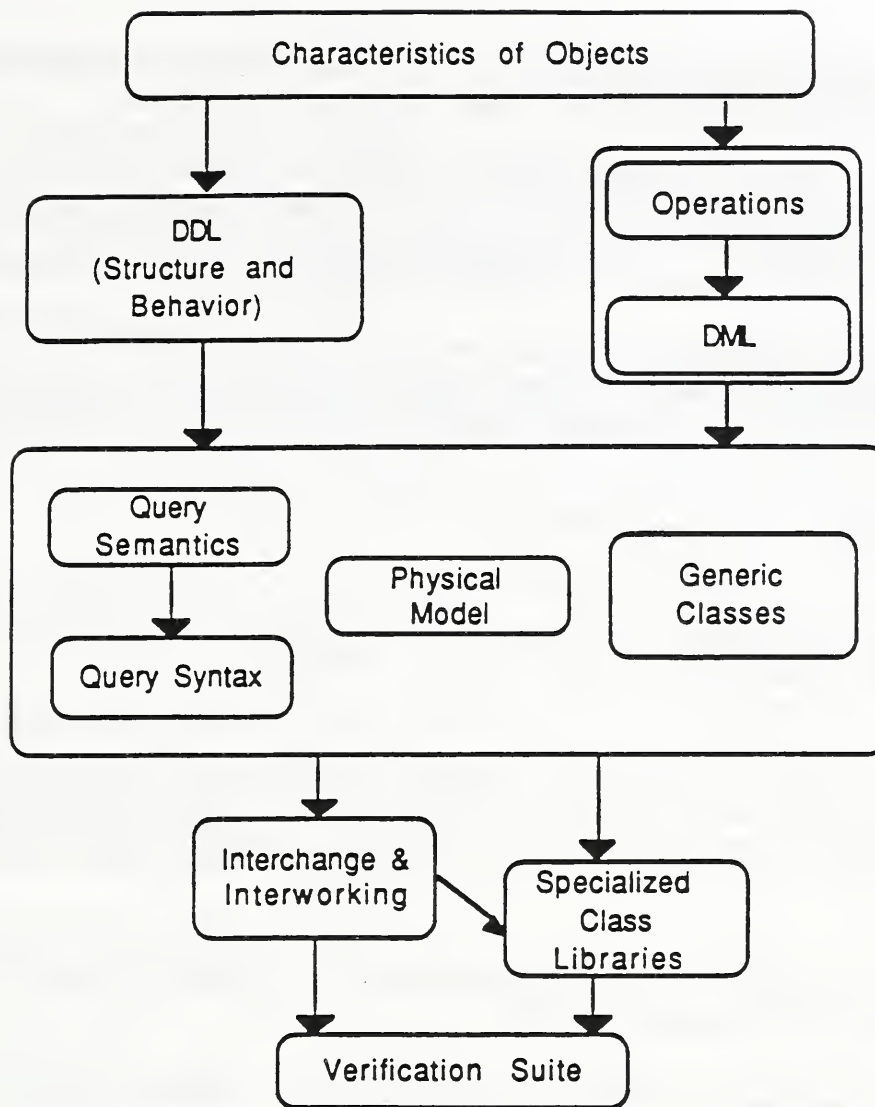 Characteristics of Objects
DDL
(Structure and
Behavior)
Operations
DML
Query
Semantics
Query Syntax
Physical
Model
Generic
Classes
Interchange &
Interworking
Specialized
Class
Libraries
Verification Suite